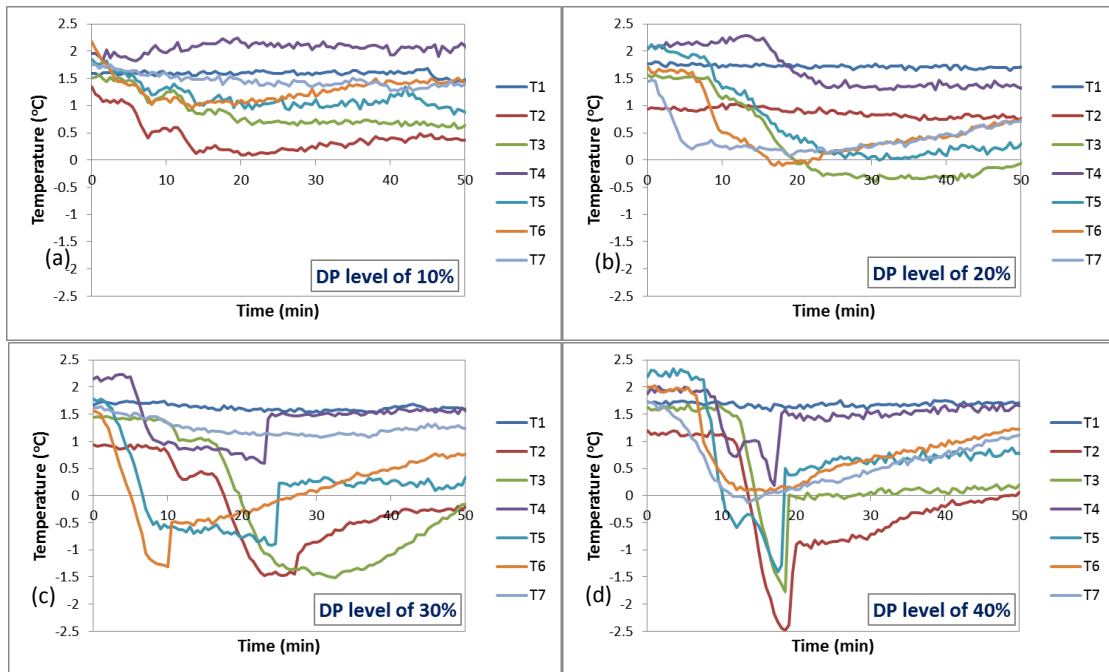 2.5
2
1.5
1
0.5
0
-0.5
-1
-1.5
-2
-2.5
0 10 20 30 40 50
Temperature (°C)
Time (min)
(a)
DP level of 10%
T1
T2
T3
T4
T5
T6
T7
2.5
2
1.5
1
0.5
0
-0.5
-1
-1.5
-2
-2.5
0 10 20 30 40 50
Temperature (°C)
Time (min)
(b)
DP level of 20%
T1
T2
T3
T4
T5
T6
T7
2.5
2
1.5
1
0.5
0
-0.5
-1
-1.5
-2
-2.5
0 10 20 30 40 50
Temperature (°C)
Time (min)
(c)
DP level of 30%
T1
T2
T3
T4
T5
T6
T7
2.5
2
1.5
1
0.5
0
-0.5
-1
-1.5
-2
-2.5
0 10 20 30 40 50
Temperature (°C)
Time (min)
(d)
DP level of 40%
T1
T2
T3
T4
T5
T6
T7